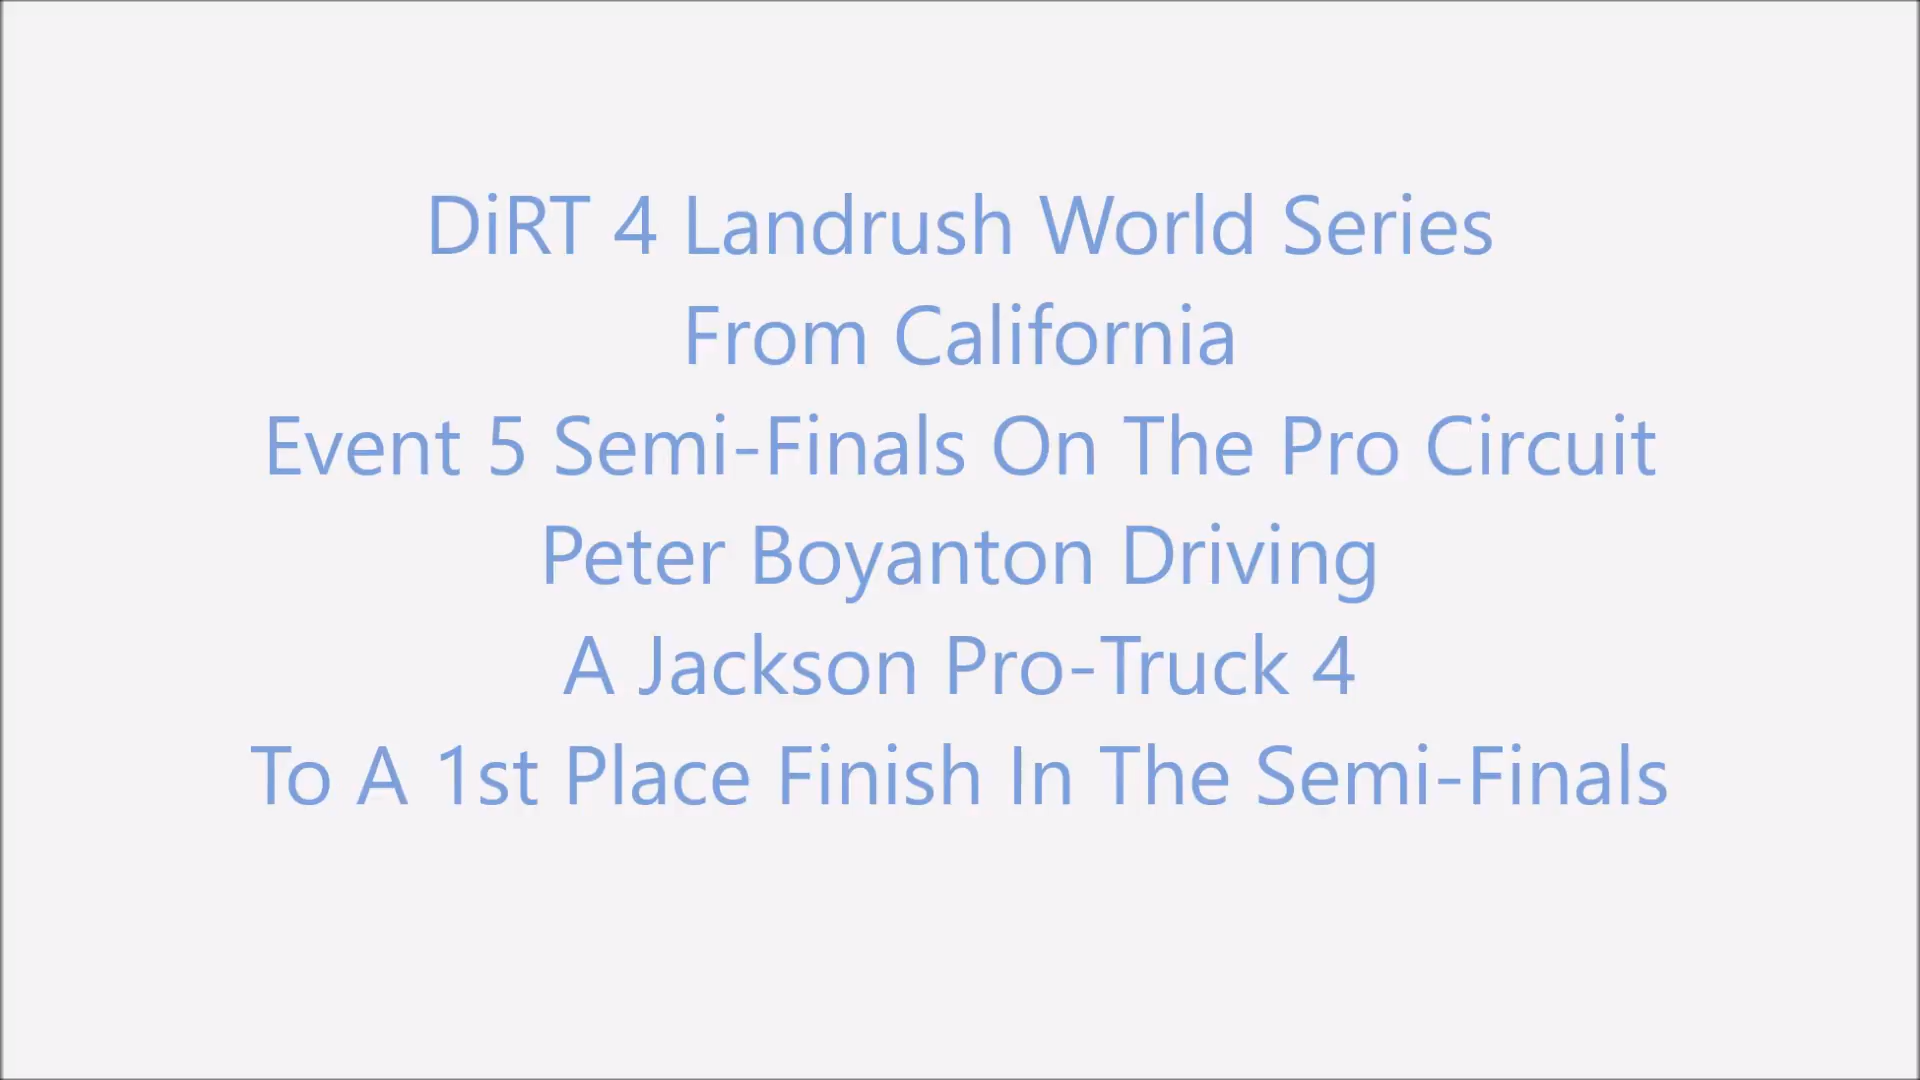 DiRT 4 Landrush World Series
From California
Event 5 Semi-Finals On The Pro Circuit
Peter Boyanton Driving
A Jackson Pro-Truck 4
To A 1st Place Finish In The Semi-Finals